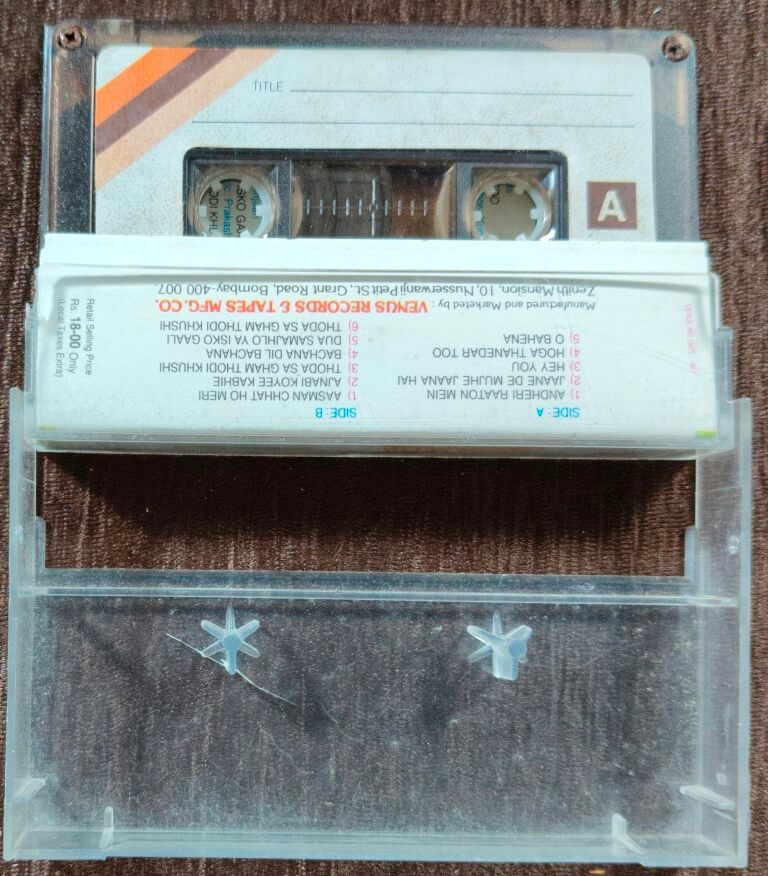 TITLE
A
SIDE : A
1) ANDHERI RAATON MEIN
2) JAANE DE MUJHE JAANA HAI
3) HEY YOU
4) HOGA THANEDAR TOO
5) O BAHENA
SIDE : B
1) AASMAN CHHAT HO MERI
2) AJNABI KOYEE KABHIE
3) THODA SA GHAM THODI KHUSHI
4) BACHANA DIL BACHANA
5) DUA SAMAJHLO YA ISKO GAALI
6) THODA SA GHAM THODI KHUSHI
Manufactured and Marketed by : VENUS RECORDS & TAPES MFG. CO.
Zenith Mansion, 10, Nusserwanji Petit St., Grant Road, Bombay-400 007.
Retail Selling Price
Rs. 18-00 Only
(Local Taxes Extra)